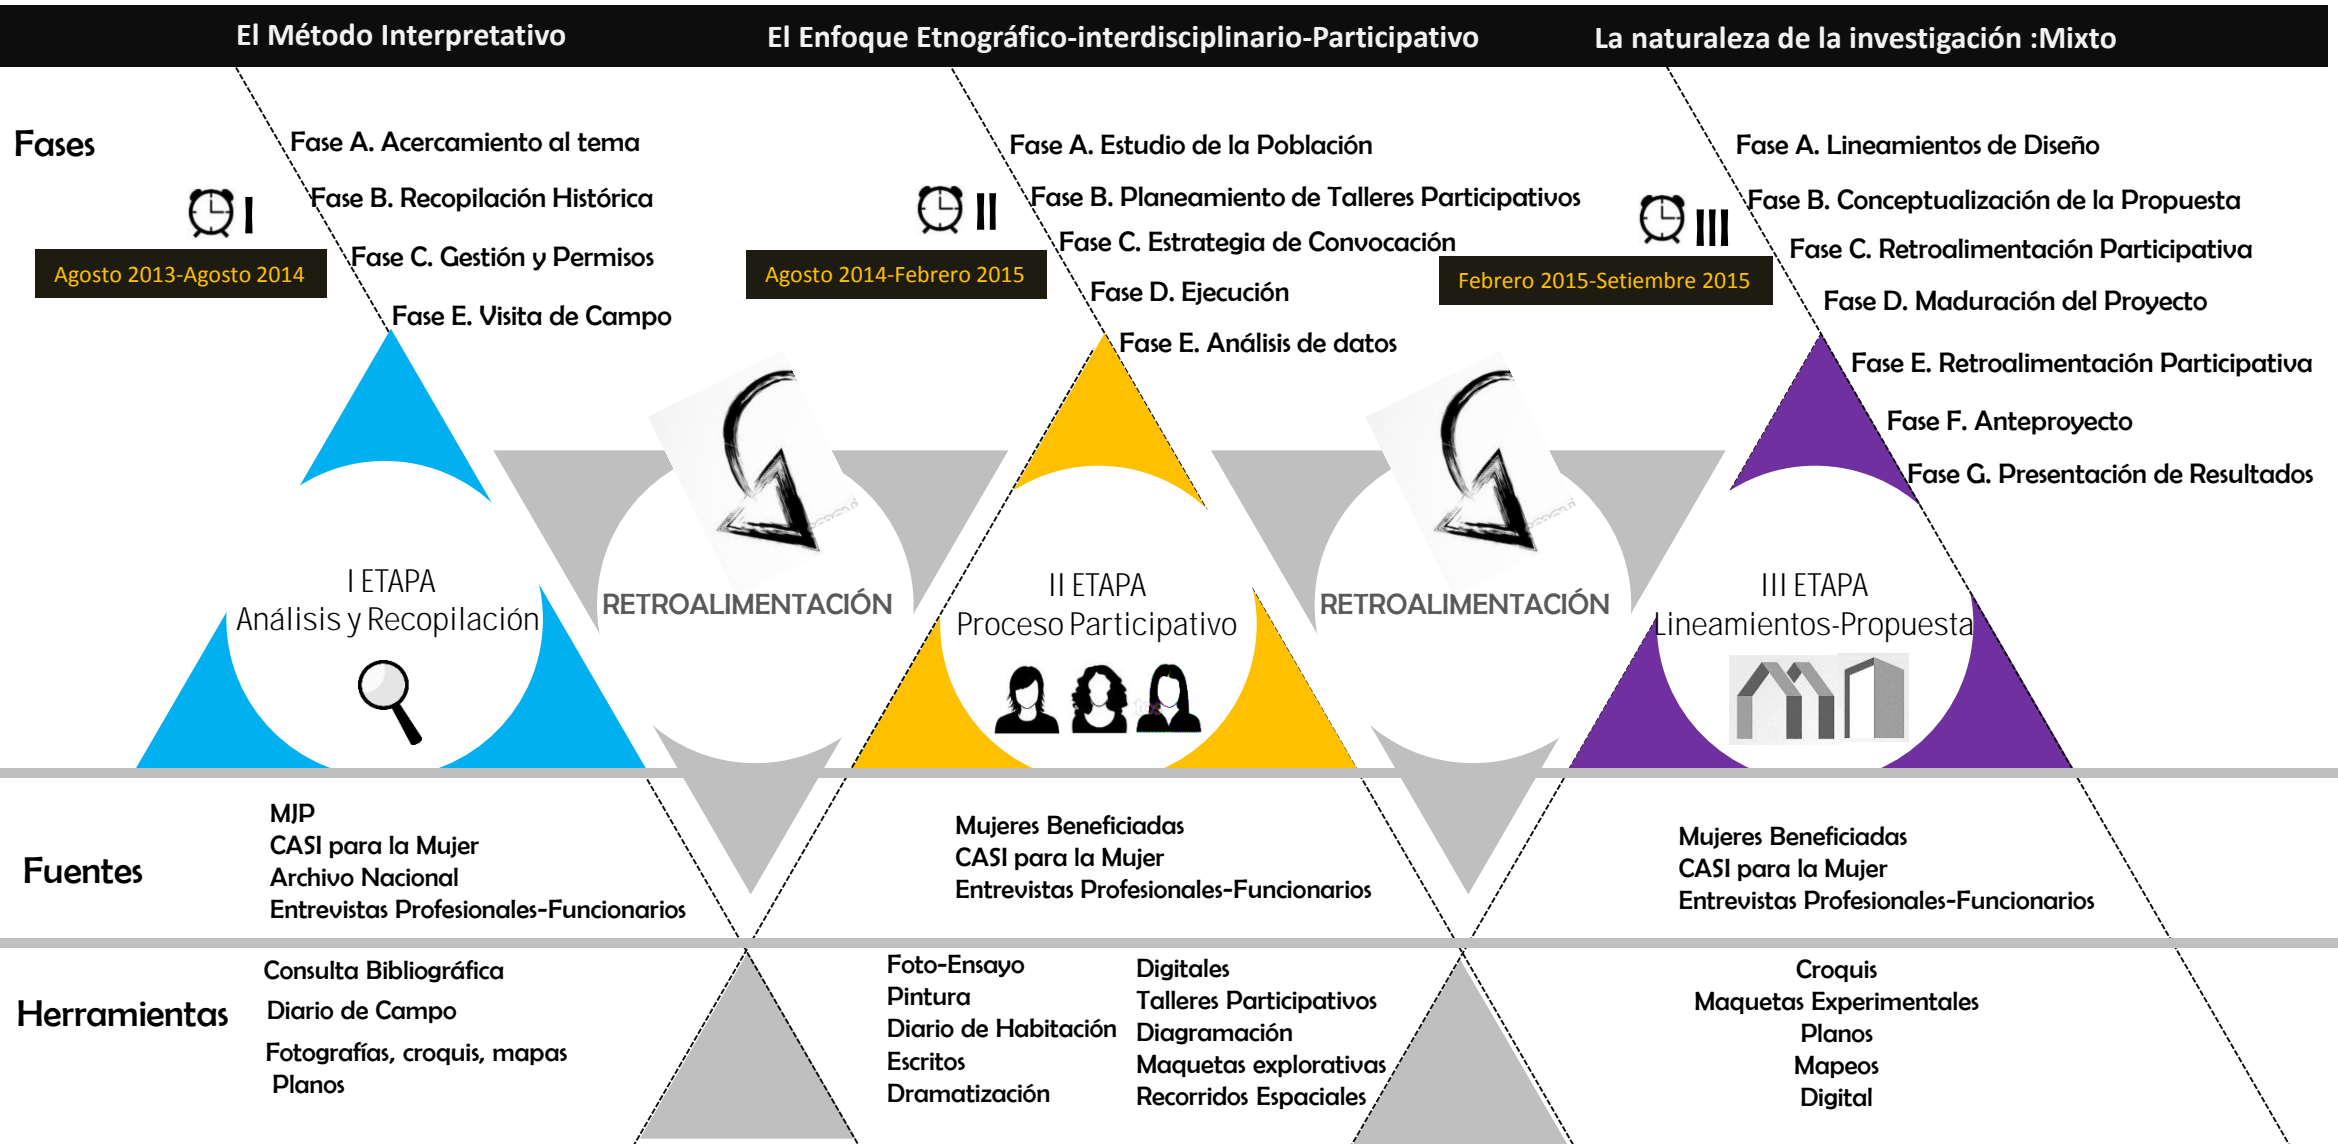 El Método Interpretativo
El Enfoque Etnográfico-interdisciplinario-Participativo
La naturaleza de la investigación :Mixto
Fases
I
Agosto 2013-Agosto 2014
Fase A. Acercamiento al tema
Fase B. Recopilación Histórica
Fase C. Gestión y Permisos
Fase E. Visita de Campo
II
Agosto 2014-Febrero 2015
Fase A. Estudio de la Población
Fase B. Planeamiento de Talleres Participativos
Fase C. Estrategia de Convocación
Fase D. Ejecución
Fase E. Análisis de datos
III
Febrero 2015-Setiembre 2015
Fase A. Lineamientos de Diseño
Fase B. Conceptualización de la Propuesta
Fase C. Retroalimentación Participativa
Fase D. Maduración del Proyecto
Fase E. Retroalimentación Participativa
Fase F. Anteproyecto
Fase G. Presentación de Resultados
I ETAPA
Análisis y Recopilación
RETROALIMENTACIÓN
II ETAPA
Proceso Participativo
RETROALIMENTACIÓN
III ETAPA
Lineamientos-Propuesta
Fuentes
MJP
CASI para la Mujer
Archivo Nacional
Entrevistas Profesionales-Funcionarios
Mujeres Beneficiadas
CASI para la Mujer
Entrevistas Profesionales-Funcionarios
Mujeres Beneficiadas
CASI para la Mujer
Entrevistas Profesionales-Funcionarios
Herramientas
Consulta Bibliográfica
Diario de Campo
Fotografías, croquis, mapas
Planos
Foto-Ensayo
Pintura
Diario de Habitación
Escritos
Dramatización
Digitales
Talleres Participativos
Diagramación
Maquetas explorativas
Recorridos Espaciales
Croquis
Maquetas Experimentales
Planos
Mapeos
Digital